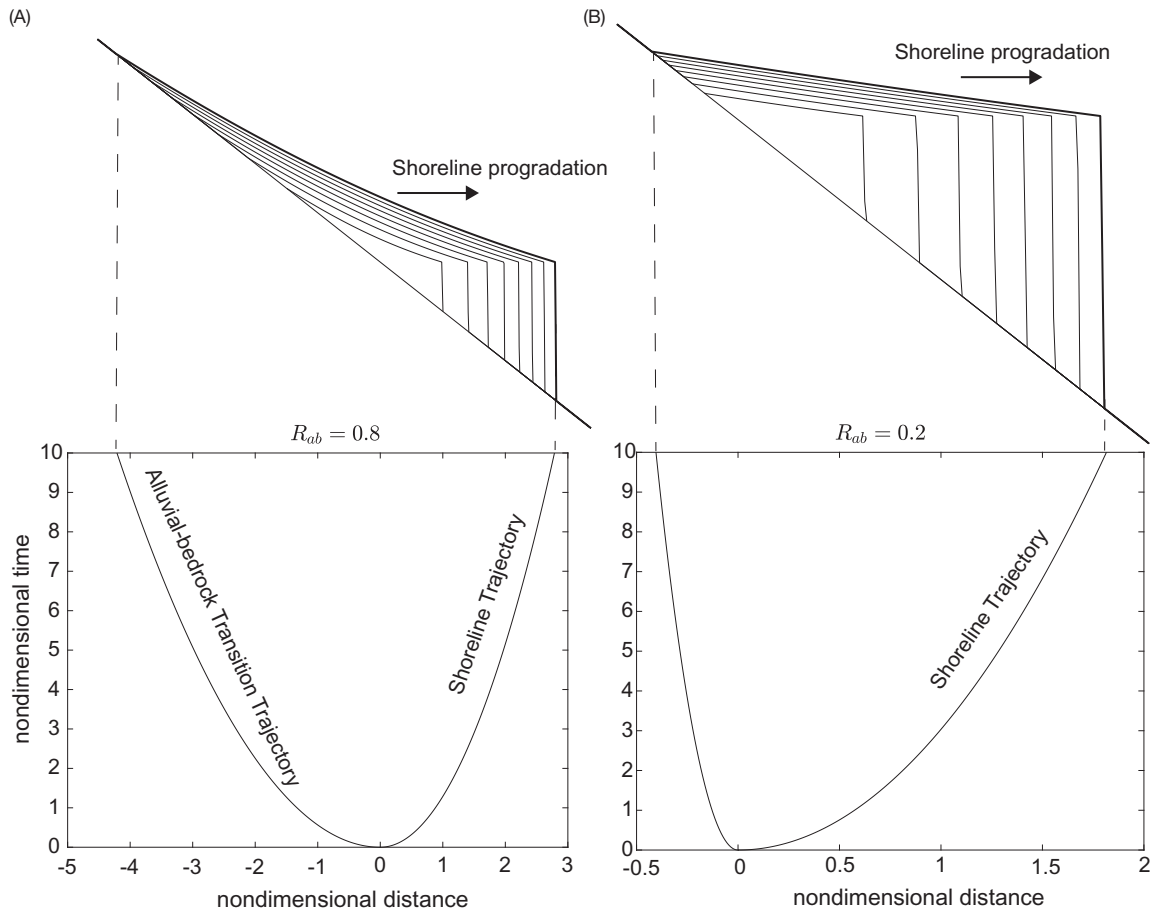 (A)
Shoreline progradation
(B)
Shoreline progradation
R_ab = 0.8
R_ab = 0.2
10
9
8
7
6
5
4
3
2
1
0
nondimensional time
Alluvial-bedrock Transition Trajectory
Shoreline Trajectory
-5 -4 -3 -2 -1 0 1 2 3
nondimensional distance
10
9
8
7
6
5
4
3
2
1
0
Shoreline Trajectory
-0.5 0 0.5 1 1.5 2
nondimensional distance